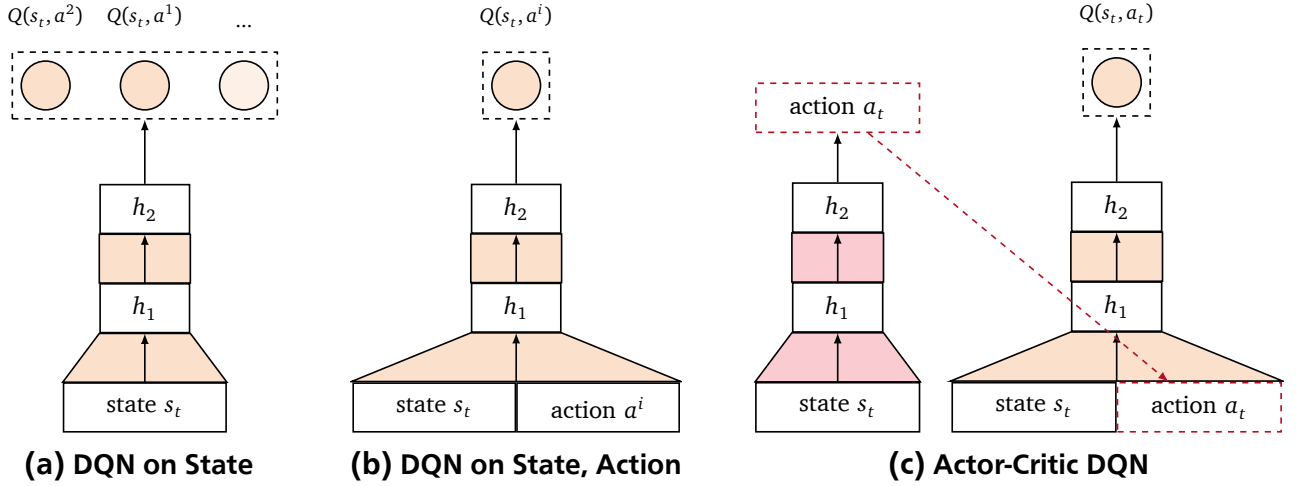 Q(s_t, a^2) Q(s_t, a^1) ...
h_2
h_1
state s_t
(a) DQN on State
Q(s_t, a^i)
h_2
h_1
state s_t action a^i
(b) DQN on State, Action
action a_t
h_2
h_1
state s_t
Q(s_t, a_t)
h_2
h_1
state s_t action a_t
(c) Actor-Critic DQN